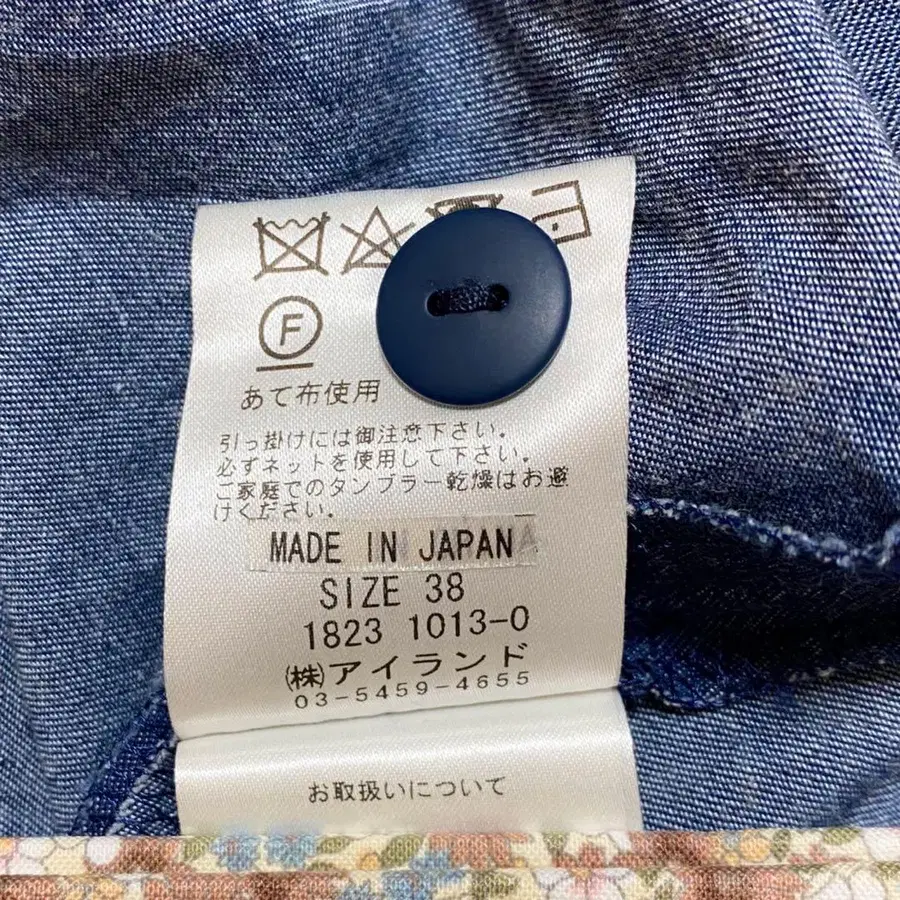 F
あて布使用
引っ掛けには御注意下さい。
必ずネットを使用して下さい。
ご家庭でのタンブラー乾燥はお避
けください。
MADE IN JAPAN
SIZE 38
1823 1013-0
㈱アイランド
03-5459-4655
お取扱いについて